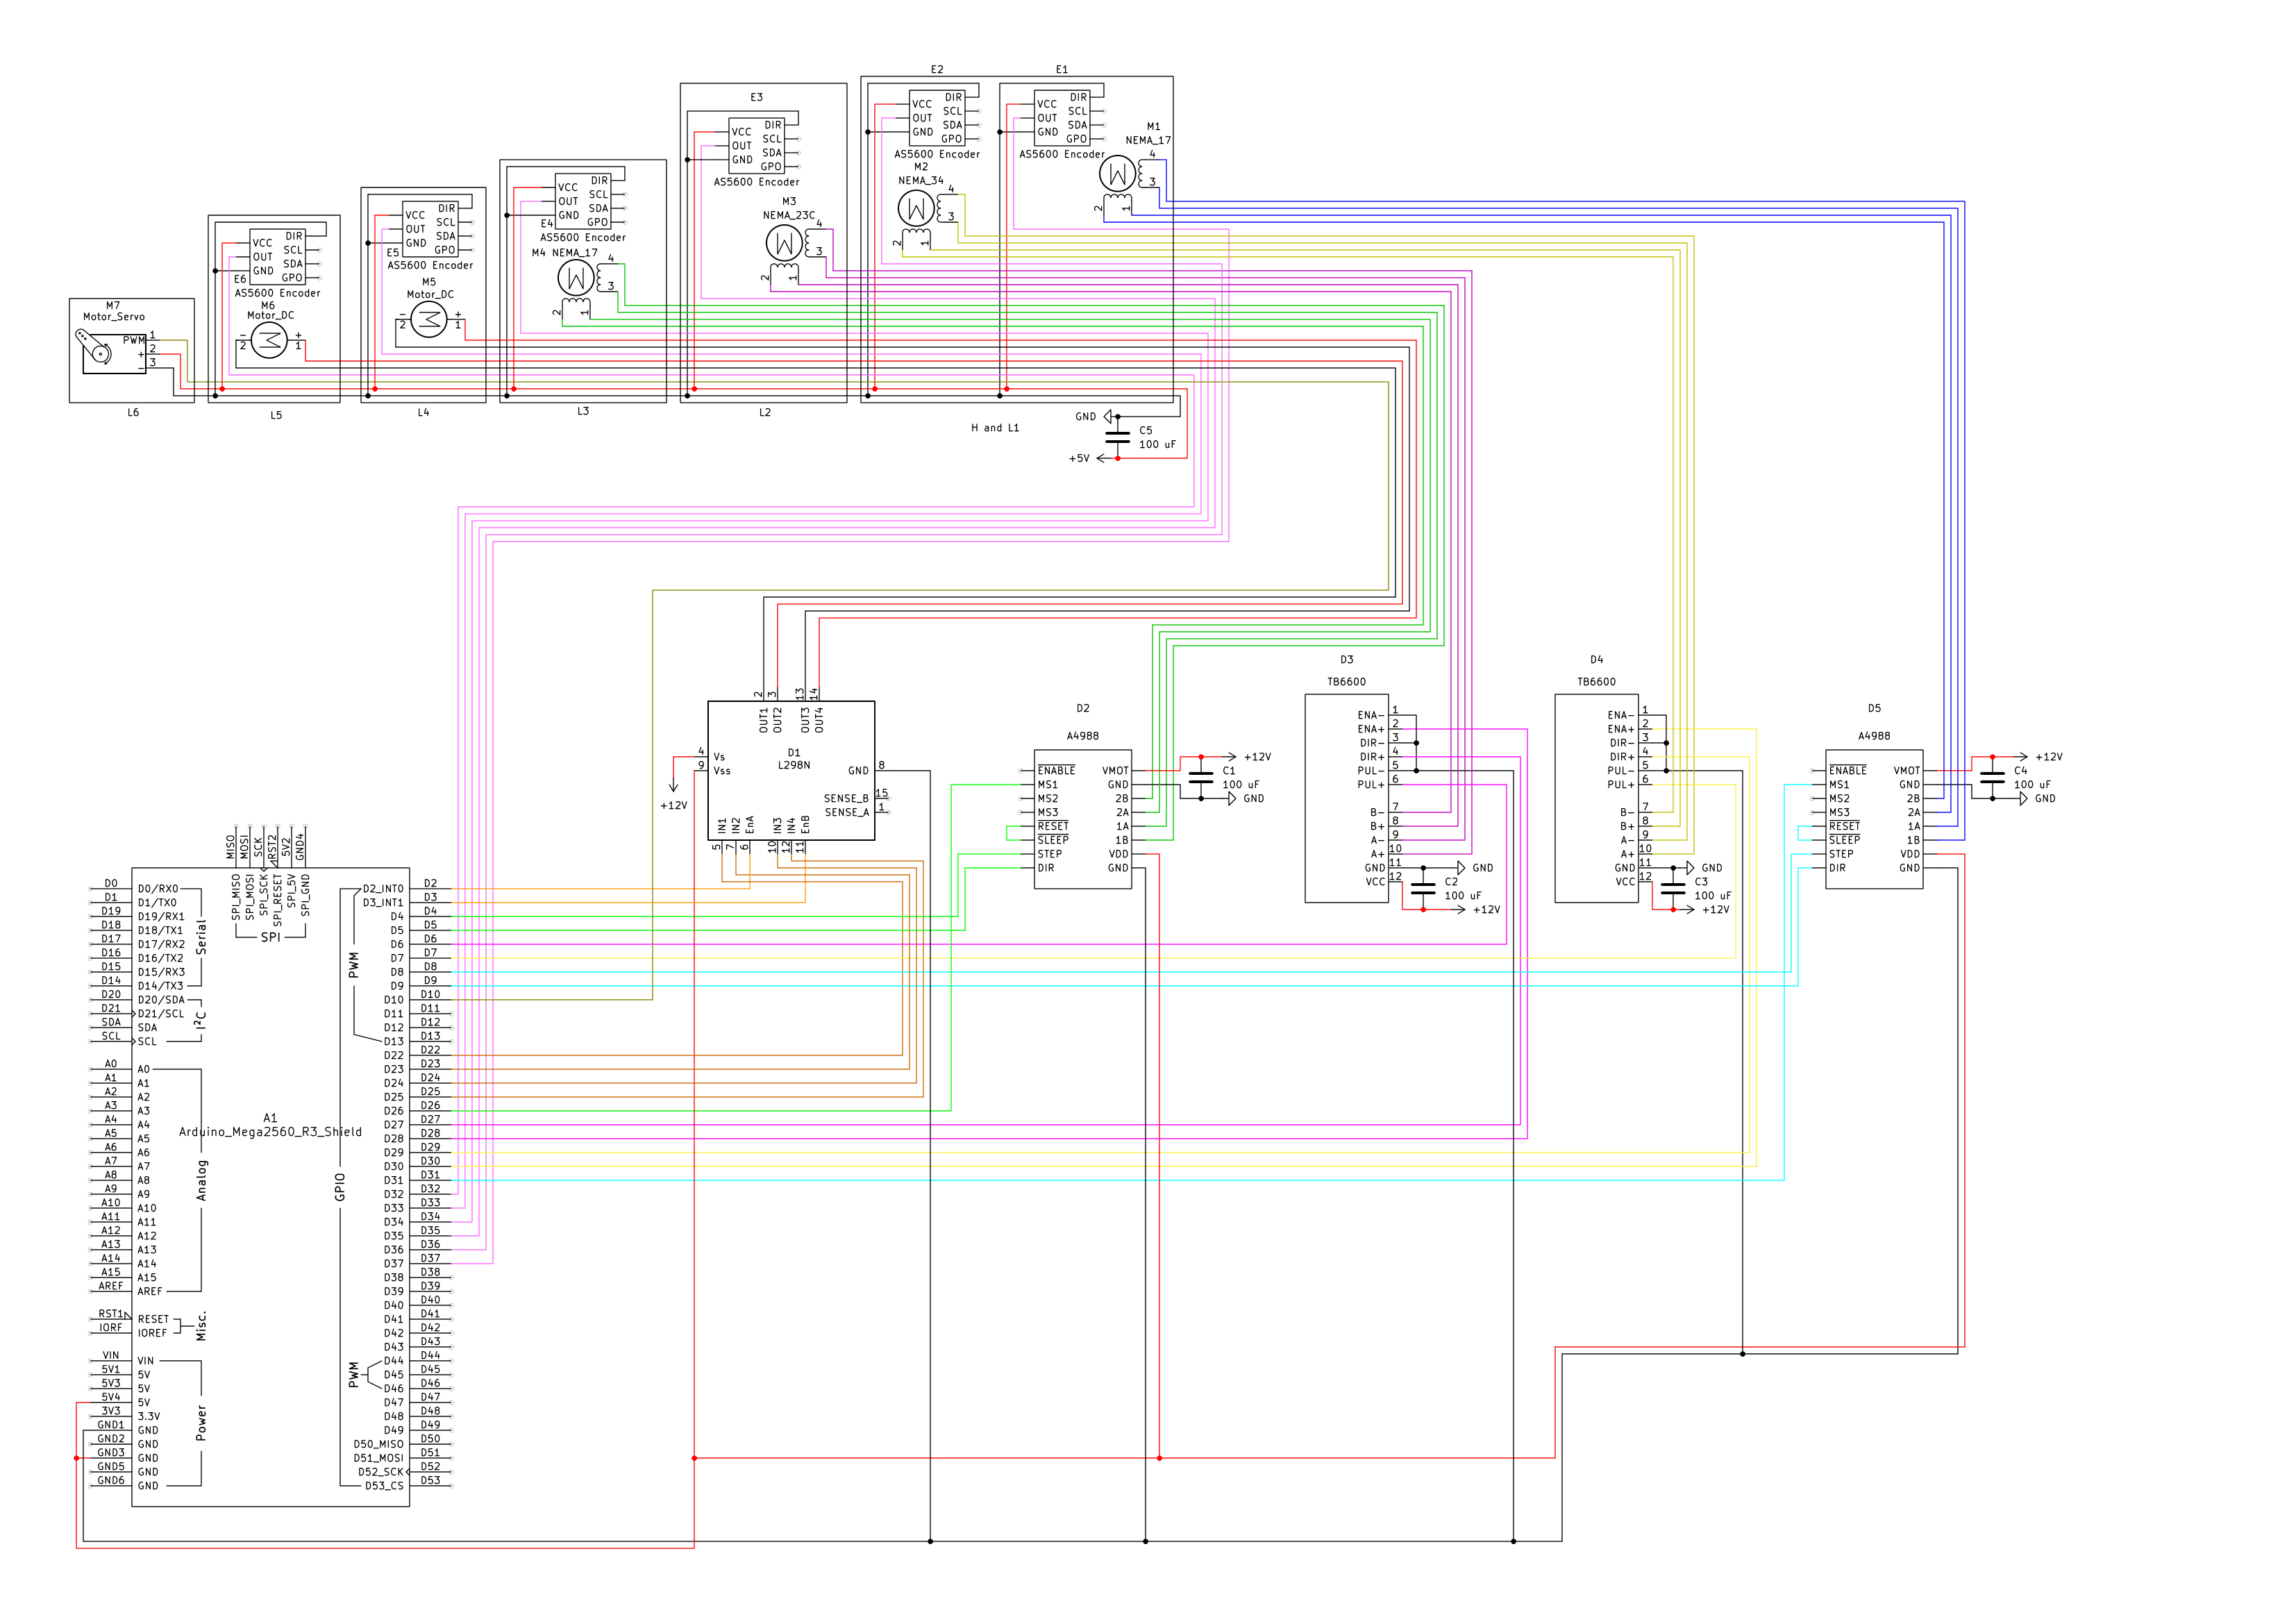 E2
E1
DIR
VCC
SCL
OUT
SDA
GND
GPO
AS5600 Encoder
DIR
VCC
SCL
OUT
SDA
GND
GPO
AS5600 Encoder
M1
NEMA_17
4
3
2
1
M2
NEMA_34
4
3
2
1
E3
DIR
VCC
SCL
OUT
SDA
GND
GPO
AS5600 Encoder
M3
NEMA_23C
4
3
2
1
DIR
VCC
SCL
OUT
SDA
GND
GPO
E4
AS5600 Encoder
M4 NEMA_17
4
3
2
1
DIR
VCC
SCL
OUT
SDA
GND
GPO
E5
AS5600 Encoder
M5
Motor_DC
- +
2 1
DIR
VCC
SCL
OUT
SDA
GND
GPO
E6
AS5600 Encoder
M6
Motor_DC
- +
2 1
M7
Motor_Servo
PWM 1
+ 2
- 3
L6
L5
L4
L3
L2
H and L1
GND
C5
100 uF
+5V
D1
L298N
2 3 13 14
OUT1
OUT2
OUT3
OUT4
4 Vs
9 Vss
GND 8
SENSE_B 15
SENSE_A 1
IN1
IN2
EnA
IN3
IN4
EnB
5 7 6 10 12 11
+12V
D2
A4988
ENABLE
MS1
MS2
MS3
RESET
SLEEP
STEP
DIR
VMOT
GND
2B
2A
1A
1B
VDD
GND
+12V
C1
100 uF
GND
D3
TB6600
ENA- 1
ENA+ 2
DIR- 3
DIR+ 4
PUL- 5
PUL+ 6
B- 7
B+ 8
A- 9
A+ 10
GND 11
VCC 12
GND
C2
100 uF
+12V
D4
TB6600
ENA- 1
ENA+ 2
DIR- 3
DIR+ 4
PUL- 5
PUL+ 6
B- 7
B+ 8
A- 9
A+ 10
GND 11
VCC 12
GND
C3
100 uF
+12V
D5
A4988
ENABLE
MS1
MS2
MS3
RESET
SLEEP
STEP
DIR
VMOT
GND
2B
2A
1A
1B
VDD
GND
+12V
C4
100 uF
GND
MISO
MOSI
SCK
RST2
5V2
GND4
SPI_MISO
SPI_MOSI
SPI_SCK
SPI_RESET
SPI_5V
SPI_GND
SPI
D0 D0/RX0
D1 D1/TX0
D19 D19/RX1
D18 D18/TX1
D17 D17/RX2
D16 D16/TX2
D15 D15/RX3
D14 D14/TX3
D20 D20/SDA
D21 D21/SCL
SDA SDA
SCL SCL
Serial
I²C
A0 A0
A1 A1
A2 A2
A3 A3
A4 A4
A5 A5
A6 A6
A7 A7
A8 A8
A9 A9
A10 A10
A11 A11
A12 A12
A13 A13
A14 A14
A15 A15
AREF AREF
Analog
RST1 RESET
IORF IOREF
Misc.
VIN VIN
5V1 5V
5V3 5V
5V4 5V
3V3 3.3V
GND1 GND
GND2 GND
GND3 GND
GND5 GND
GND6 GND
Power
A1
Arduino_Mega2560_R3_Shield
PWM
GPIO
PWM
D2_INT0 D2
D3_INT1 D3
D4 D4
D5 D5
D6 D6
D7 D7
D8 D8
D9 D9
D10 D10
D11 D11
D12 D12
D13 D13
D22 D22
D23 D23
D24 D24
D25 D25
D26 D26
D27 D27
D28 D28
D29 D29
D30 D30
D31 D31
D32 D32
D33 D33
D34 D34
D35 D35
D36 D36
D37 D37
D38 D38
D39 D39
D40 D40
D41 D41
D42 D42
D43 D43
D44 D44
D45 D45
D46 D46
D47 D47
D48 D48
D49 D49
D50_MISO D50
D51_MOSI D51
D52_SCK D52
D53_CS D53